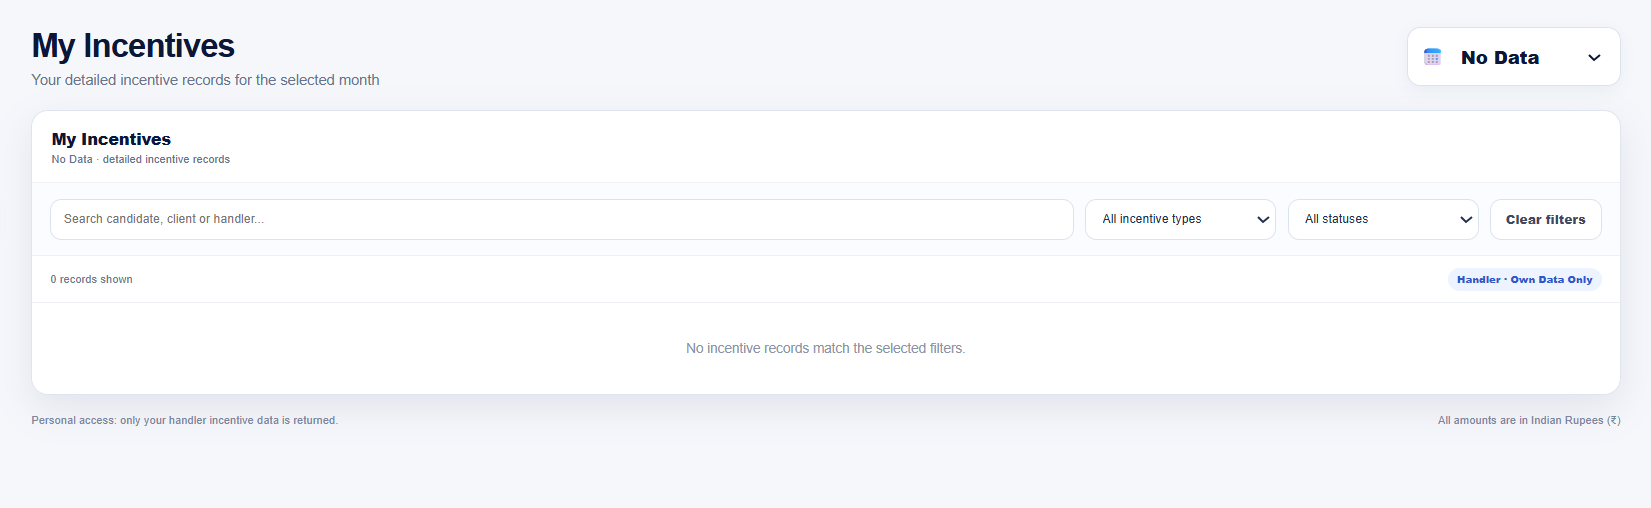 My Incentives
Your detailed incentive records for the selected month
No Data
My Incentives
No Data · detailed incentive records
Search candidate, client or handler...
All incentive types
All statuses
Clear filters
0 records shown
Handler · Own Data Only
No incentive records match the selected filters.
Personal access: only your handler incentive data is returned.
All amounts are in Indian Rupees (₹)